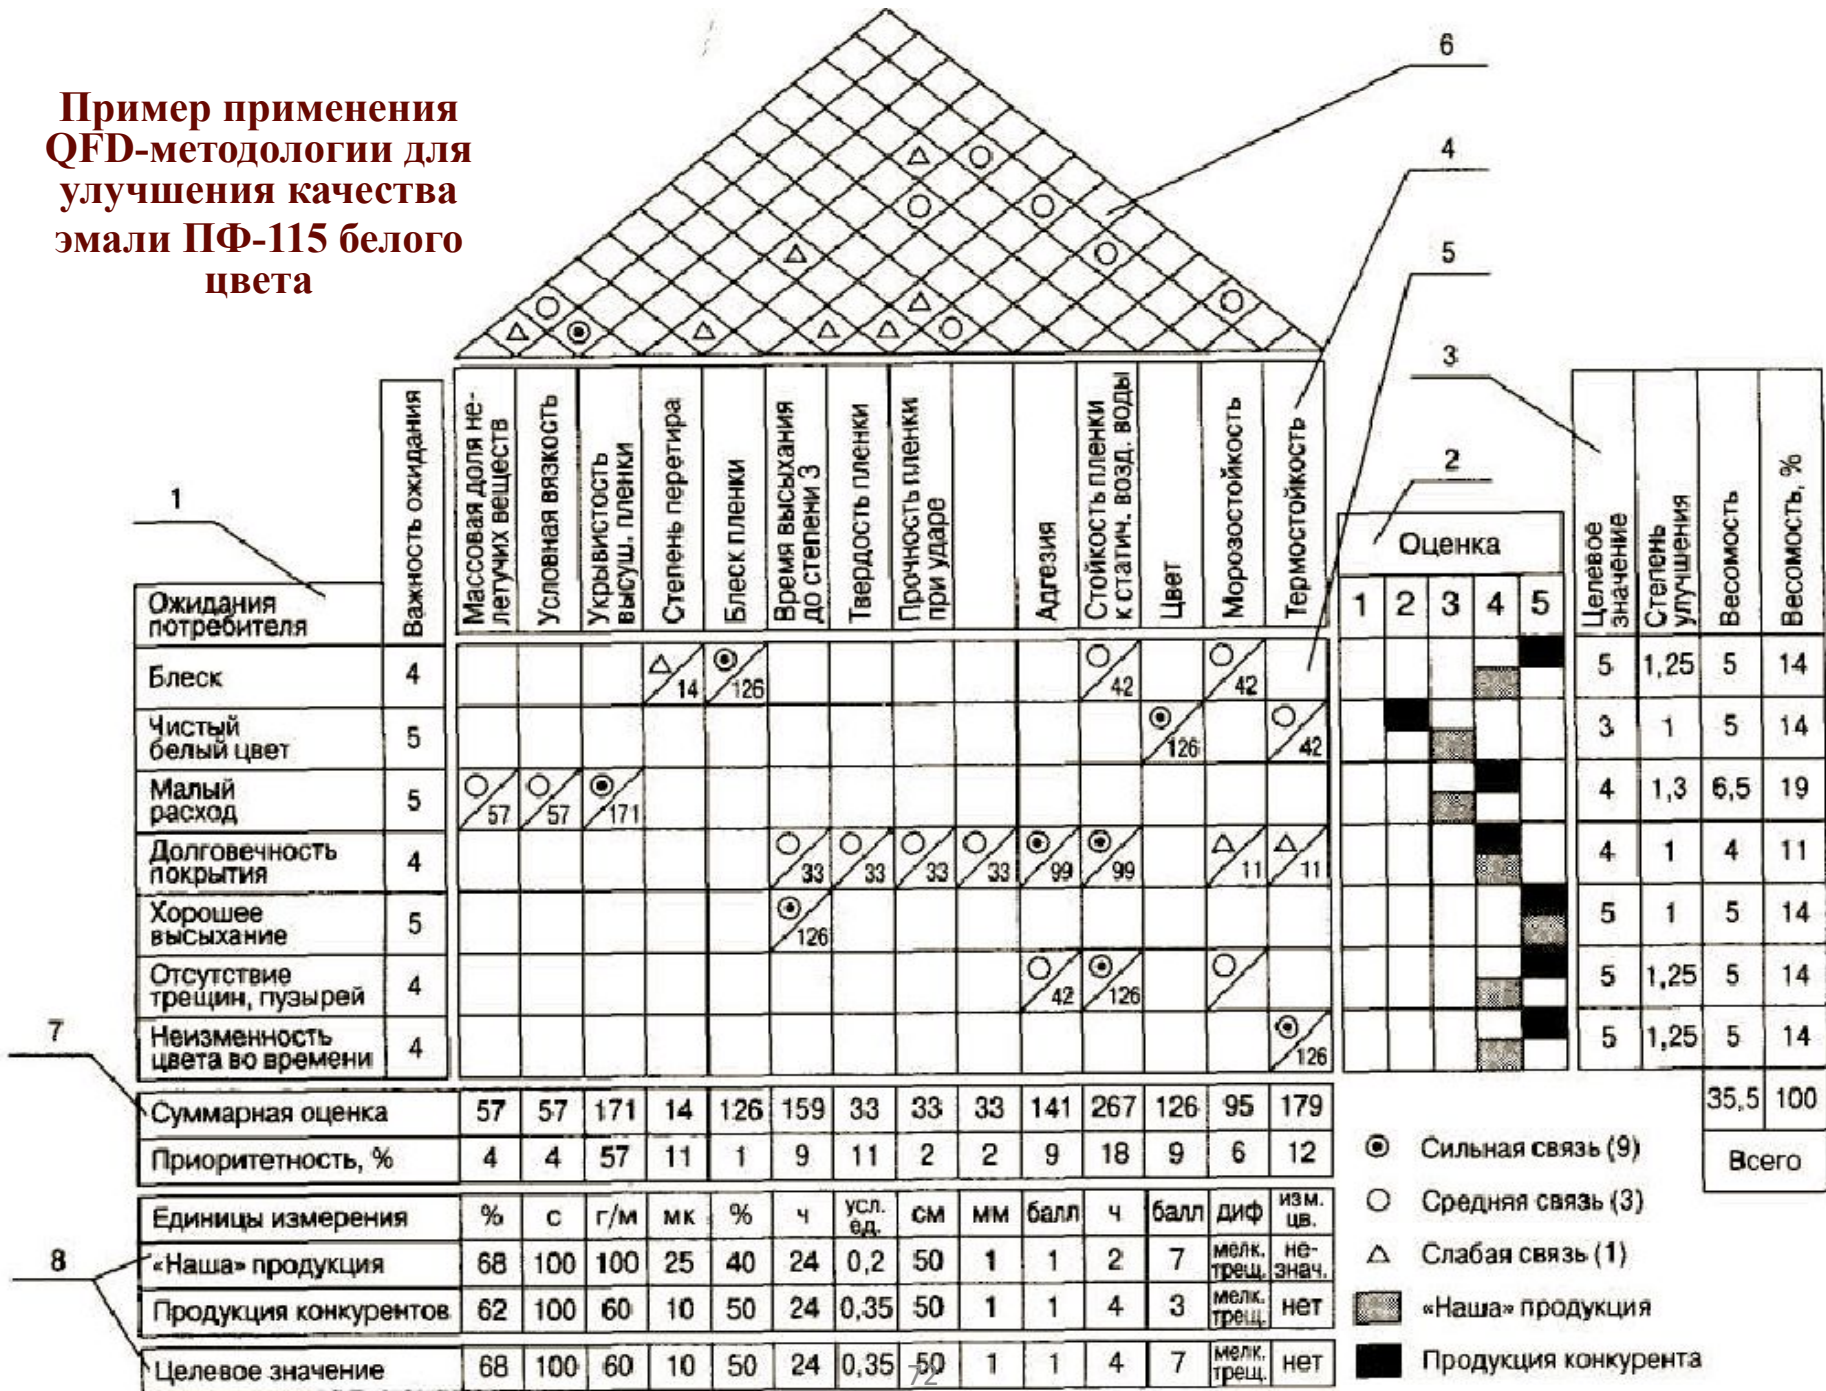 Пример применения
QFD-методологии для
улучшения качества
эмали ПФ-115 белого
цвета
6
4
5
3
2
1
7
8
Ожидания
потребителя
Важность ожидания
Массовая доля не-
летучих веществ
Условная вязкость
Укрывистость
высуш. пленки
Степень перетира
Блеск пленки
Время высыхания
до степени 3
Твердость пленки
Прочность пленки
при ударе
Адгезия
Стойкость пленки
к статич. возд. воды
Цвет
Морозостойкость
Термостойкость
Оценка
1 2 3 4 5
Целевое
значение
Степень
улучшения
Весомость
Весомость, %
Блеск 4 14 126 42 42 5 1,25 5 14
Чистый
белый цвет 5 126 42 3 1 5 14
Малый
расход 5 57 57 171 4 1,3 6,5 19
Долговечность
покрытия 4 33 33 33 33 99 99 11 11 4 1 4 11
Хорошее
высыхание 5 126 5 1 5 14
Отсутствие
трещин, пузырей 4 42 126 5 1,25 5 14
Неизменность
цвета во времени 4 126 5 1,25 5 14
35,5 100
Всего
Суммарная оценка 57 57 171 14 126 159 33 33 33 141 267 126 95 179
Приоритетность, % 4 4 57 11 1 9 11 2 2 9 18 9 6 12
Единицы измерения % с г/м мк % ч усл. ед. см мм балл ч балл диф изм. цв.
«Наша» продукция 68 100 100 25 40 24 0,2 50 1 1 2 7 мелк. трещ. не-знач.
Продукция конкурентов 62 100 60 10 50 24 0,35 50 1 1 4 3 мелк. трещ. нет
Целевое значение 68 100 60 10 50 24 0,35 50 1 1 4 7 мелк. трещ. нет
Сильная связь (9)
Средняя связь (3)
Слабая связь (1)
«Наша» продукция
Продукция конкурента
72